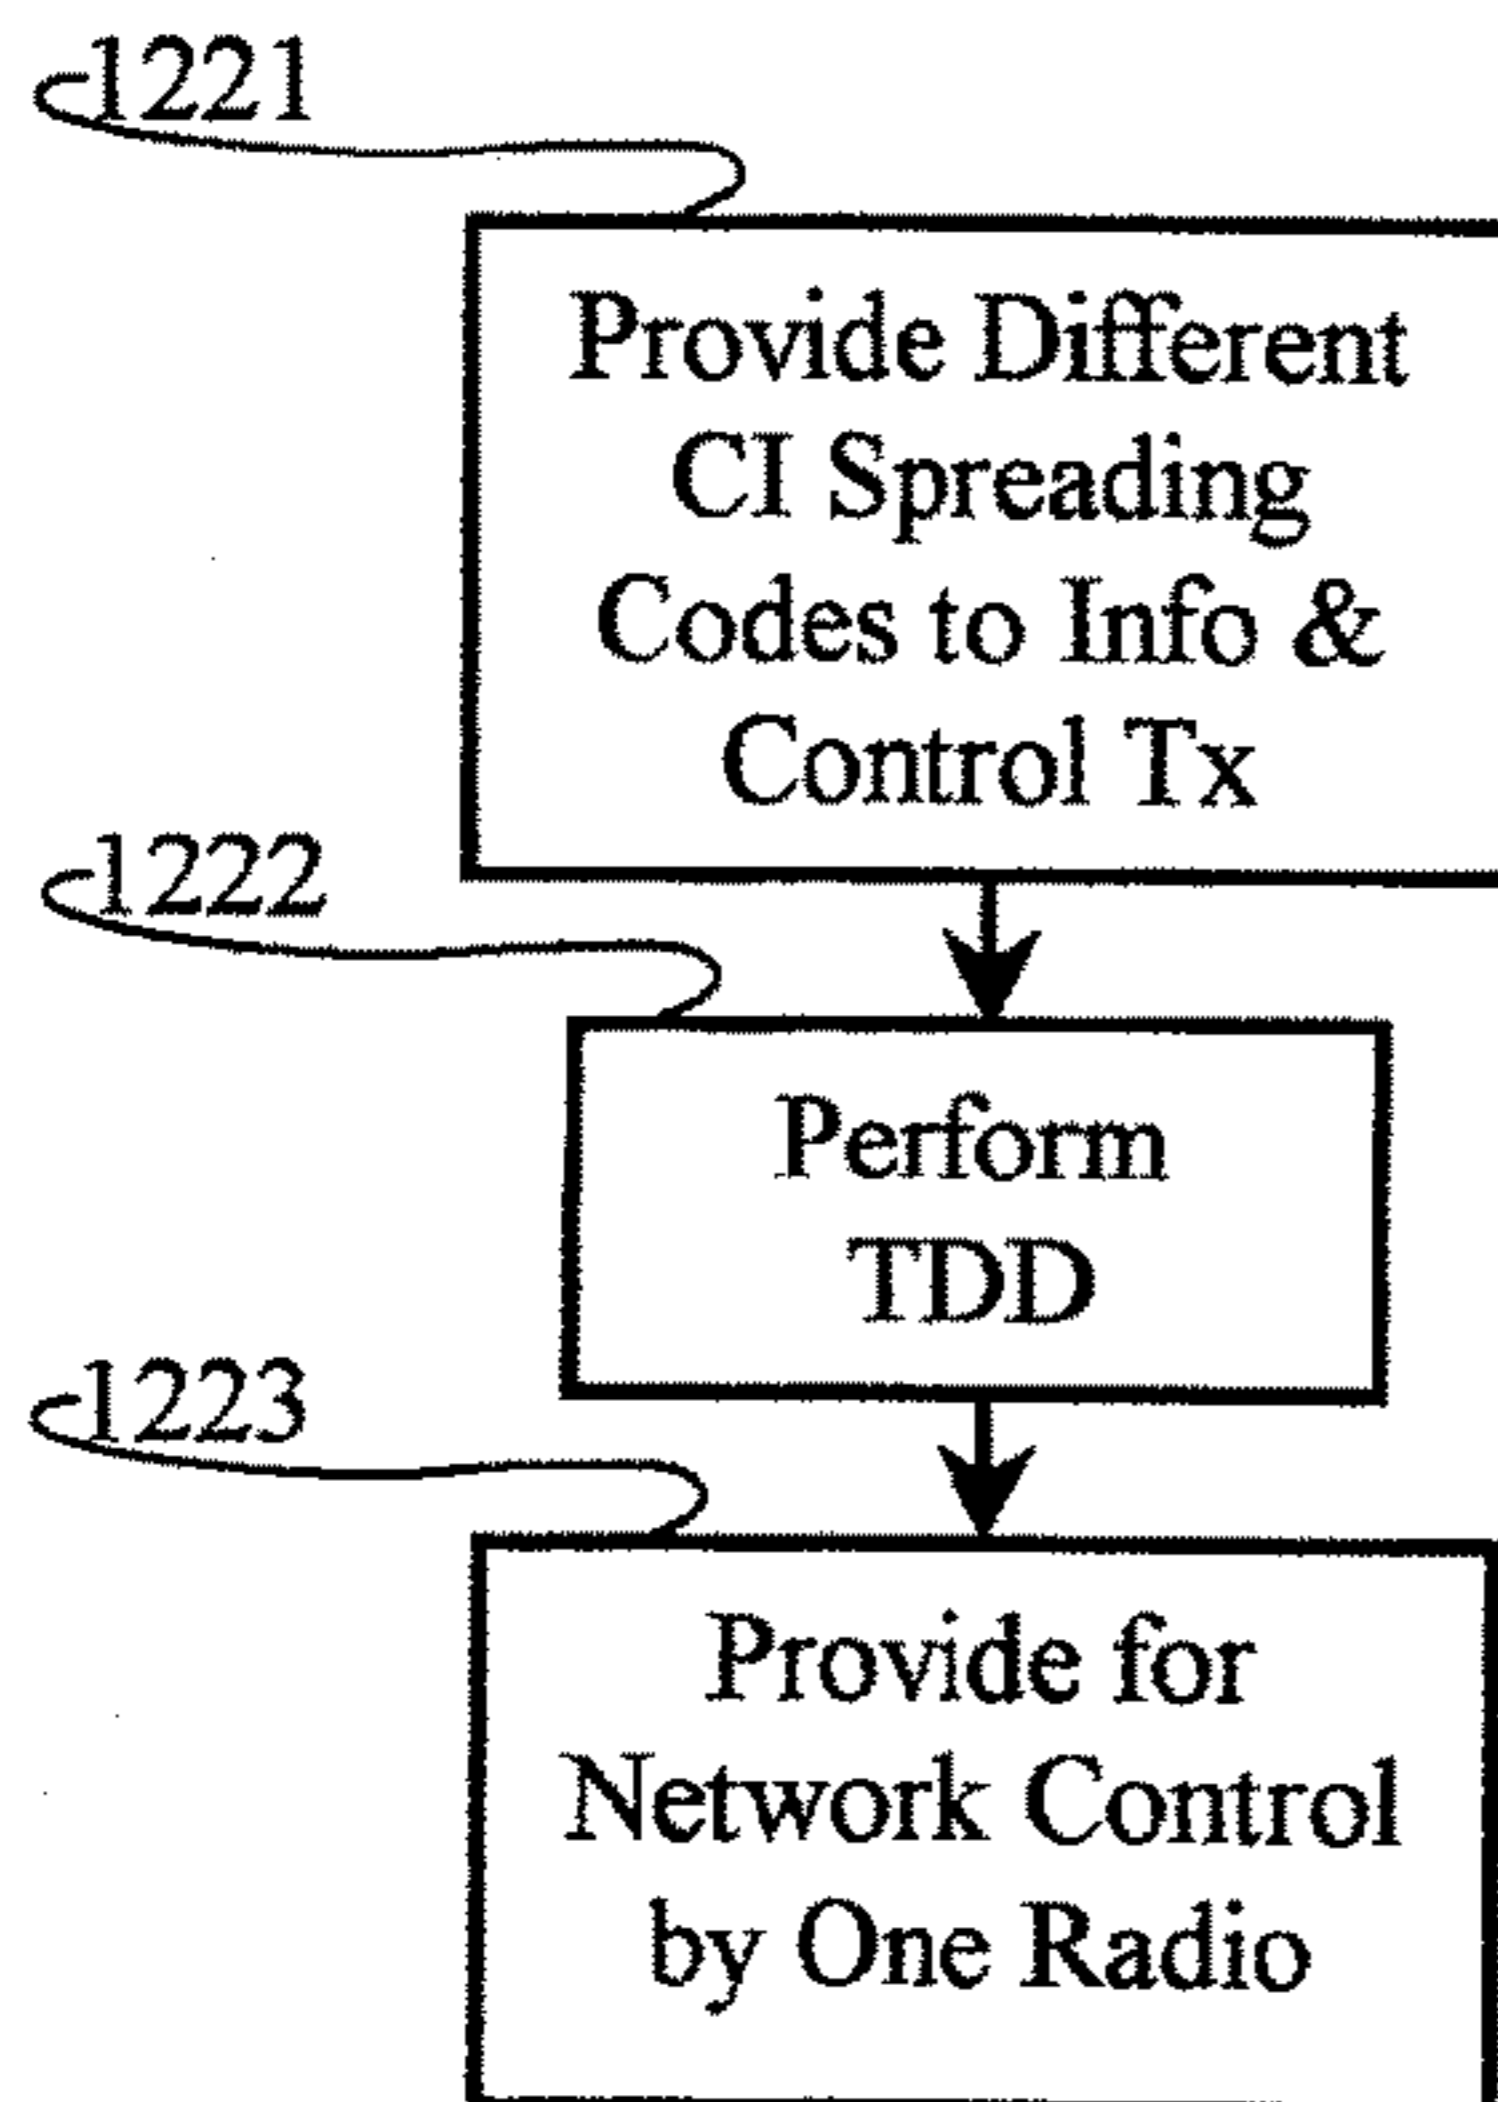 1221
Provide Different
CI Spreading
Codes to Info &
Control Tx
1222
Perform
TDD
1223
Provide for
Network Control
by One Radio